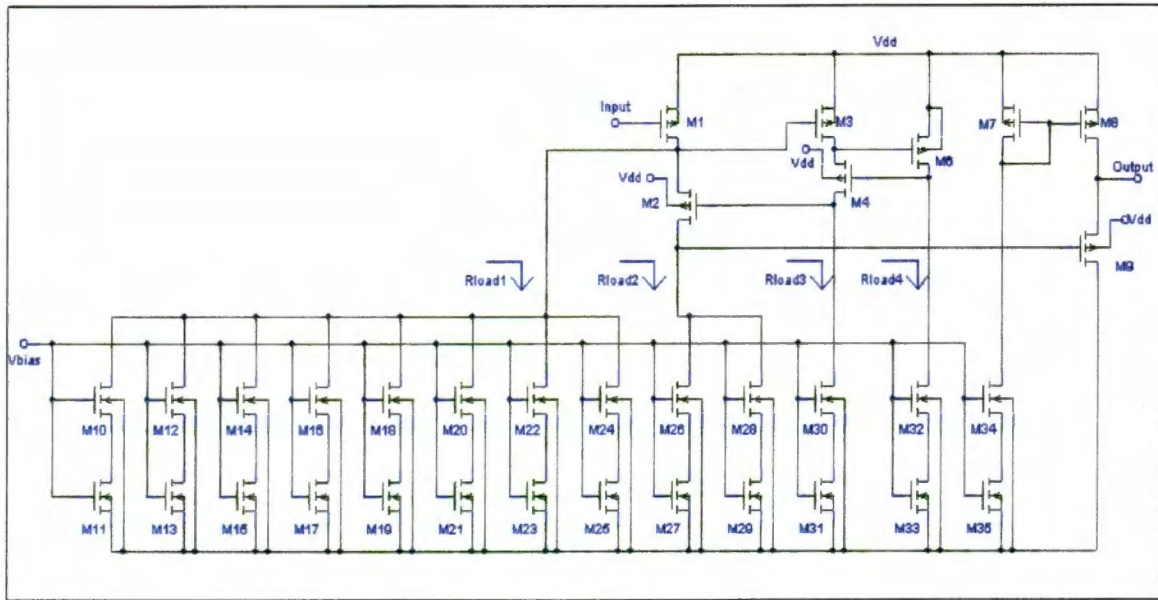 Vdd
Input
M1
M3
M7
M8
Vdd
M6
Output
Vdd
M2
M4
Vdd
M9
Rload1
Rload2
Rload3
Rload4
Vbias
M10
M12
M14
M16
M18
M20
M22
M24
M26
M28
M30
M32
M34
M11
M13
M15
M17
M19
M21
M23
M25
M27
M29
M31
M33
M35